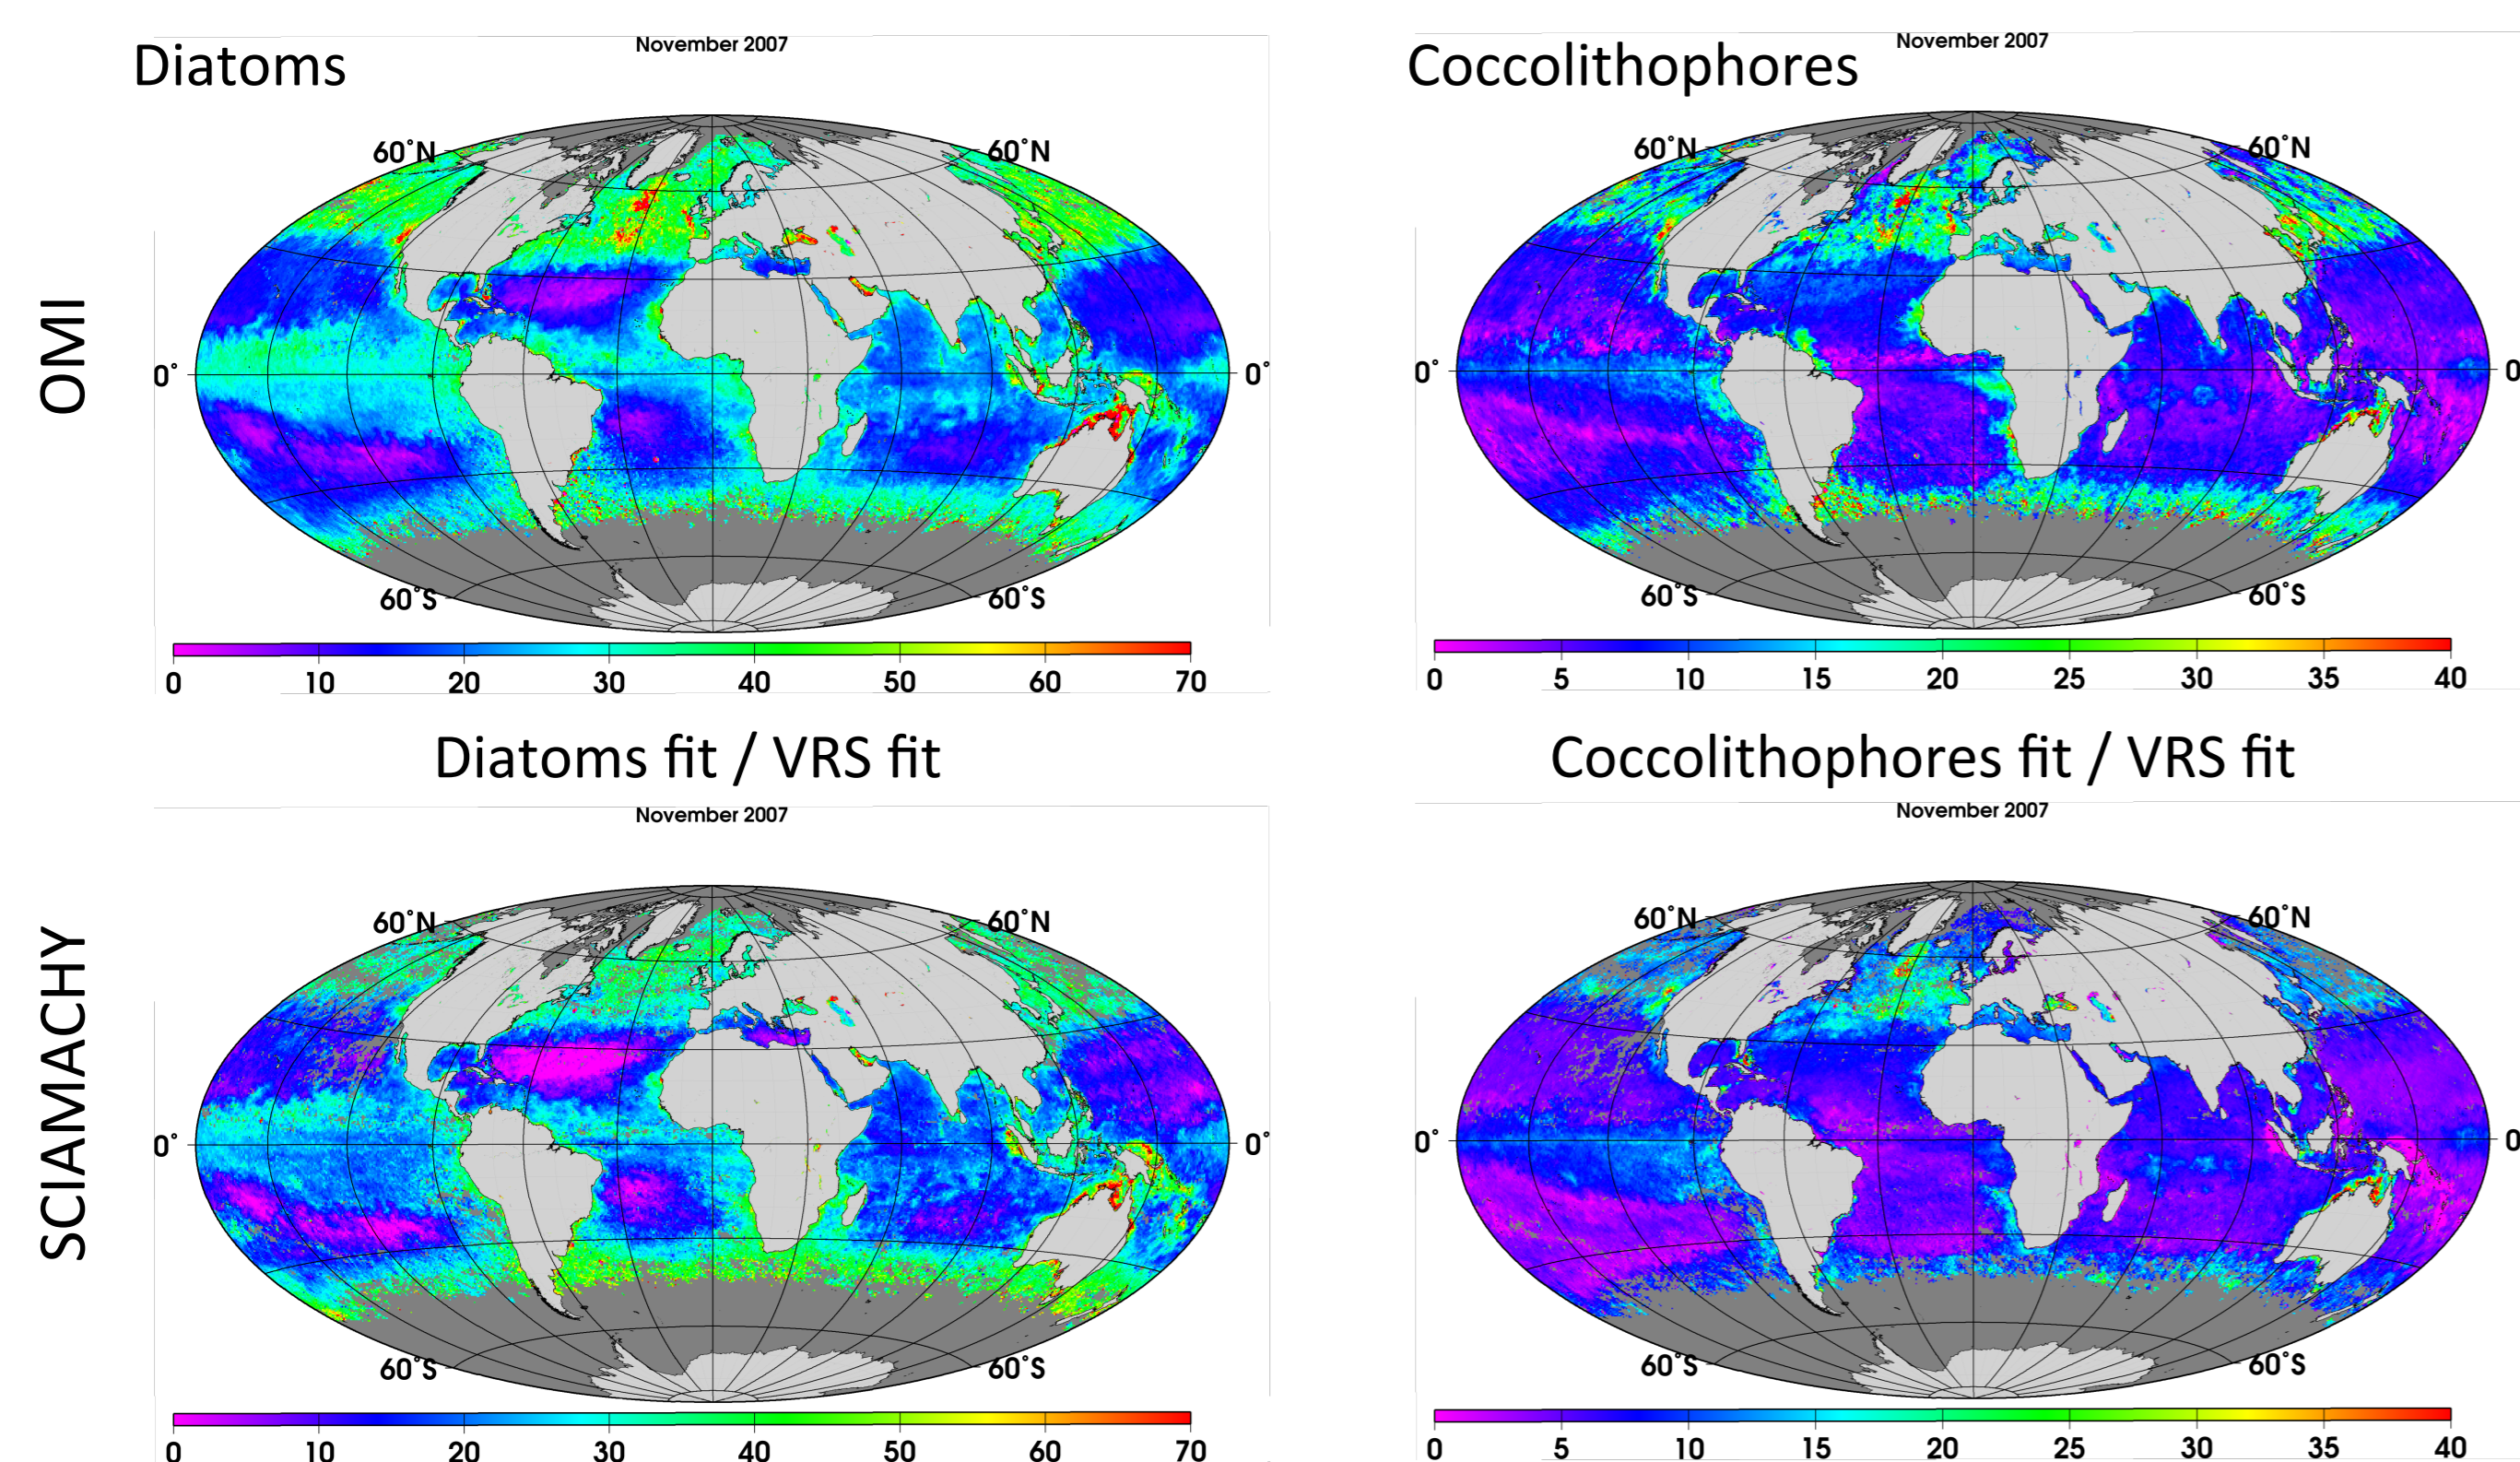 Diatoms
November 2007
Coccolithophores
November 2007
OMI
60°N
60°N
0°
0°
60°S
60°S
0 10 20 30 40 50 60 70
60°N
60°N
0°
0
60°S
60°S
0 5 10 15 20 25 30 35 40
Diatoms fit / VRS fit
Coccolithophores fit / VRS fit
November 2007
November 2007
SCIAMACHY
60°N
60°N
0°
0°
60°S
60°S
0 10 20 30 40 50 60 70
60°N
60°N
0°
0
60°S
60°S
0 5 10 15 20 25 30 35 40